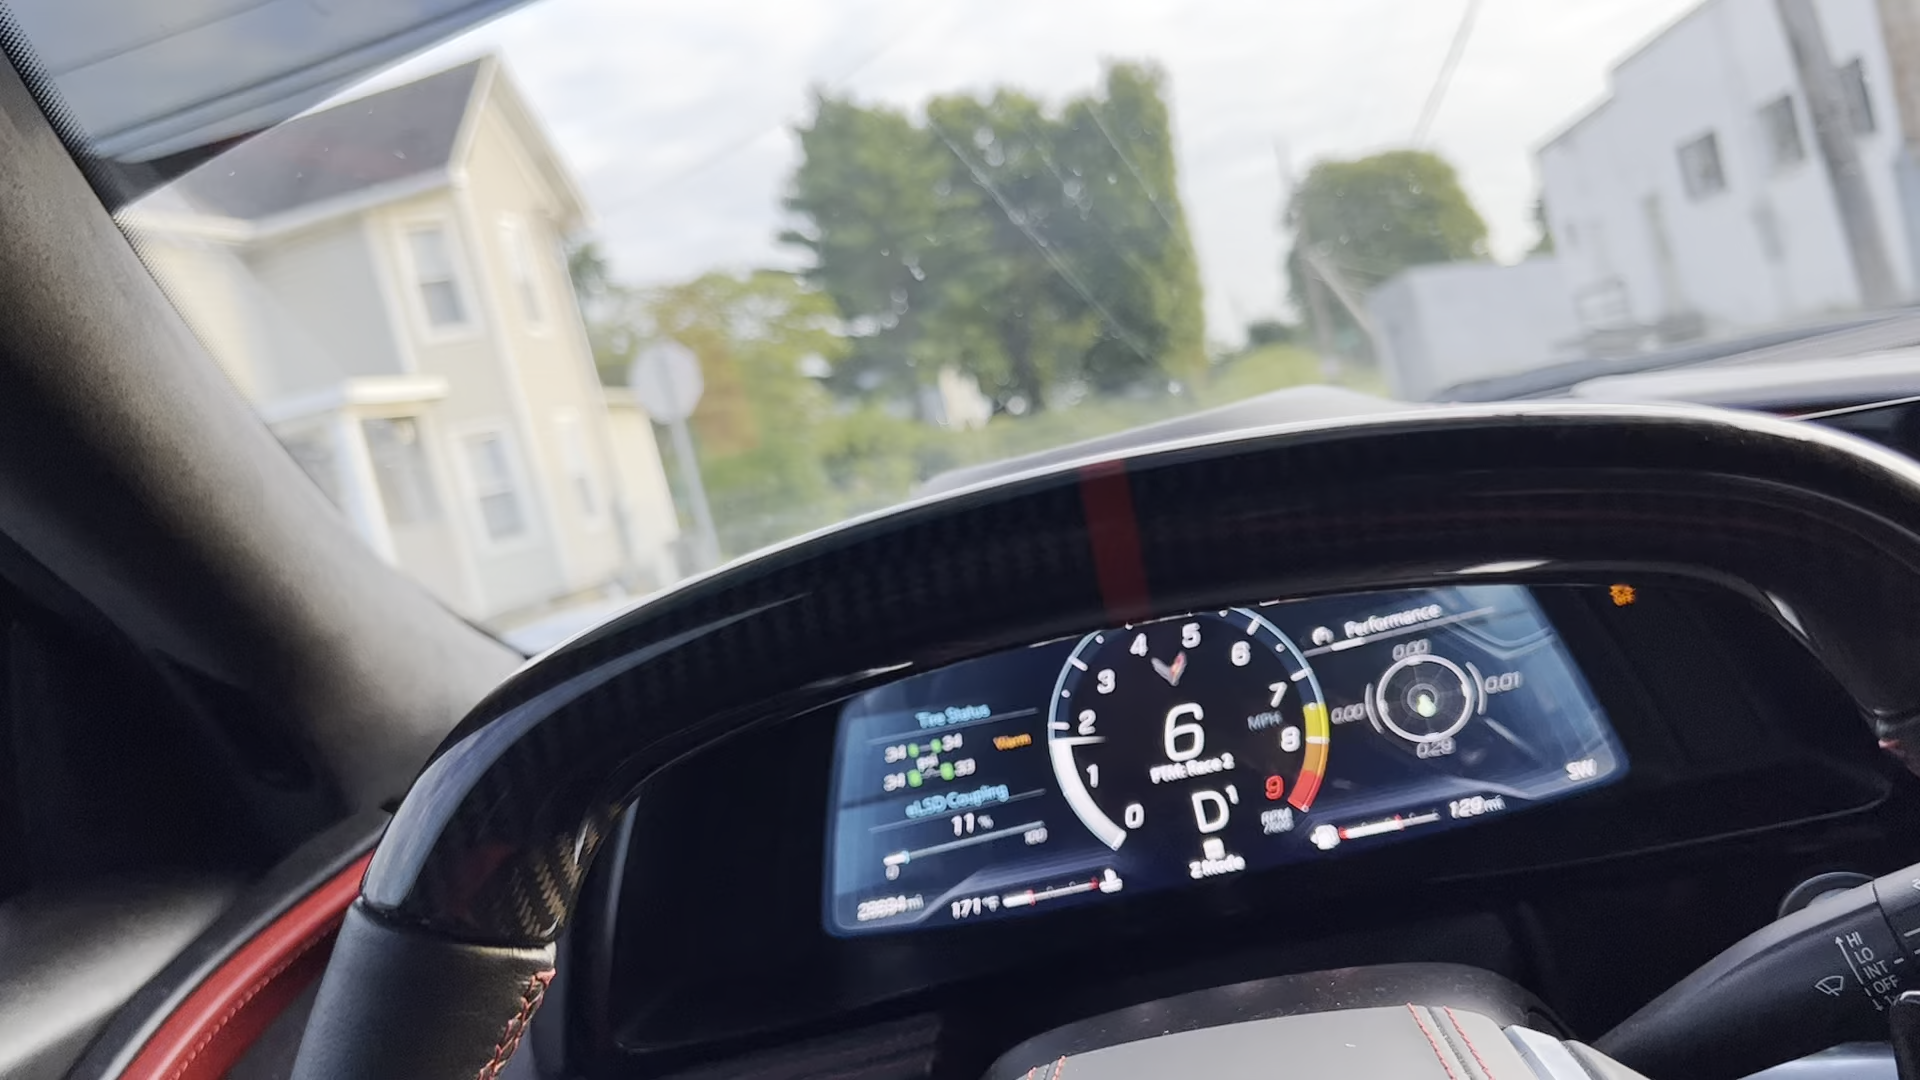 Performance
0.00
0.00
0.01
0.29
Tire Status
34 34
Warm
PSI
34 33
eLSD Coupling
11 %
0
100
171°F
0
1
2
3
4
5
6
7
8
9
6
MPH
PTM: Race 2
D1
Z Mode
RPM
SW
129 mi
HI
LO
INT
OFF